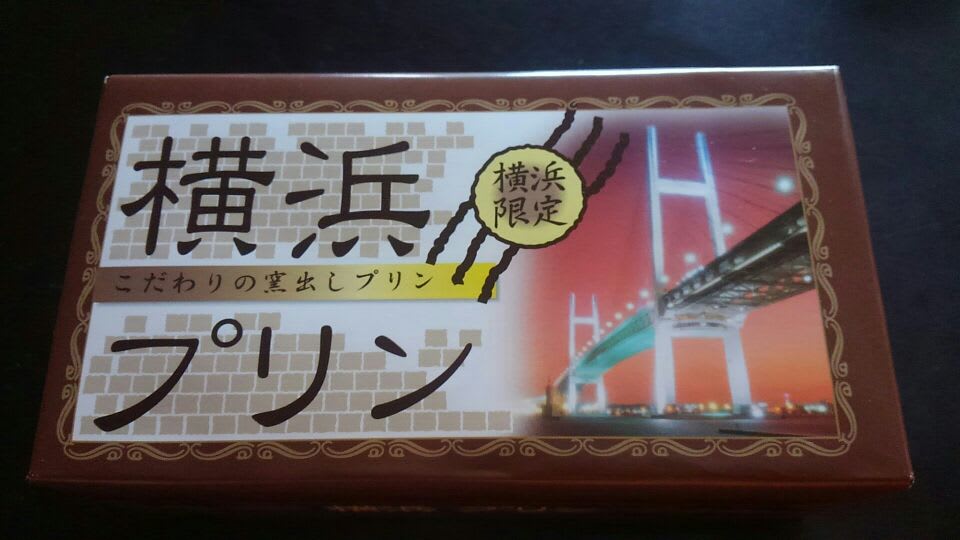 横浜
こだわりの窯出しプリン
プリン
横浜
限定